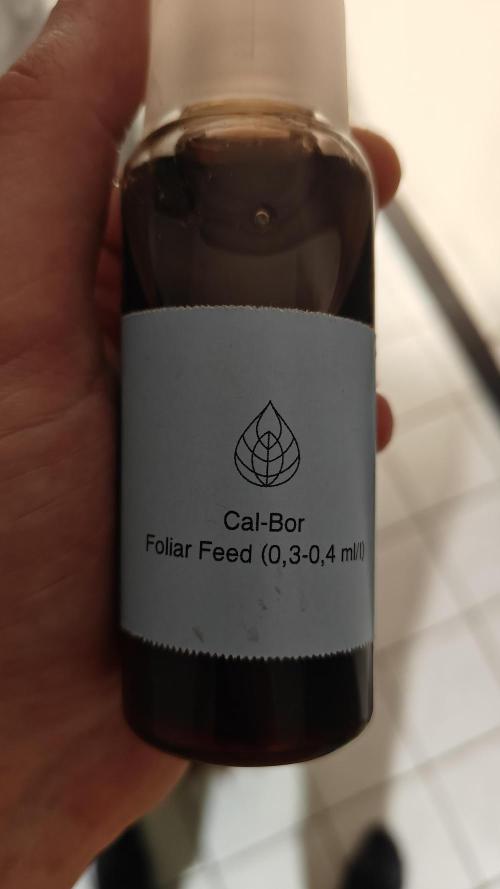 Cal-Bor
Foliar Feed (0,3-0,4 ml/l)